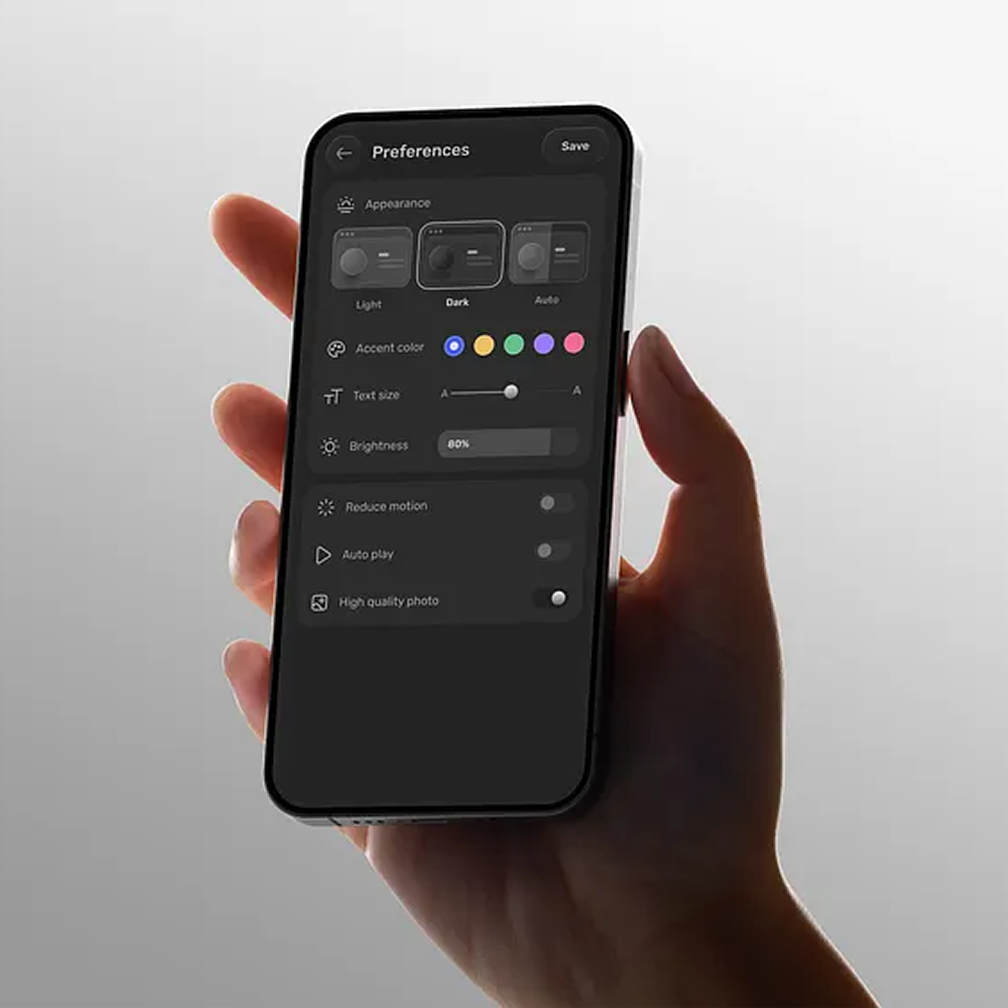 Preferences
Save
Appearance
Light
Dark
Auto
Accent color
Text size
A
A
Brightness
80%
Reduce motion
Auto play
High quality photo